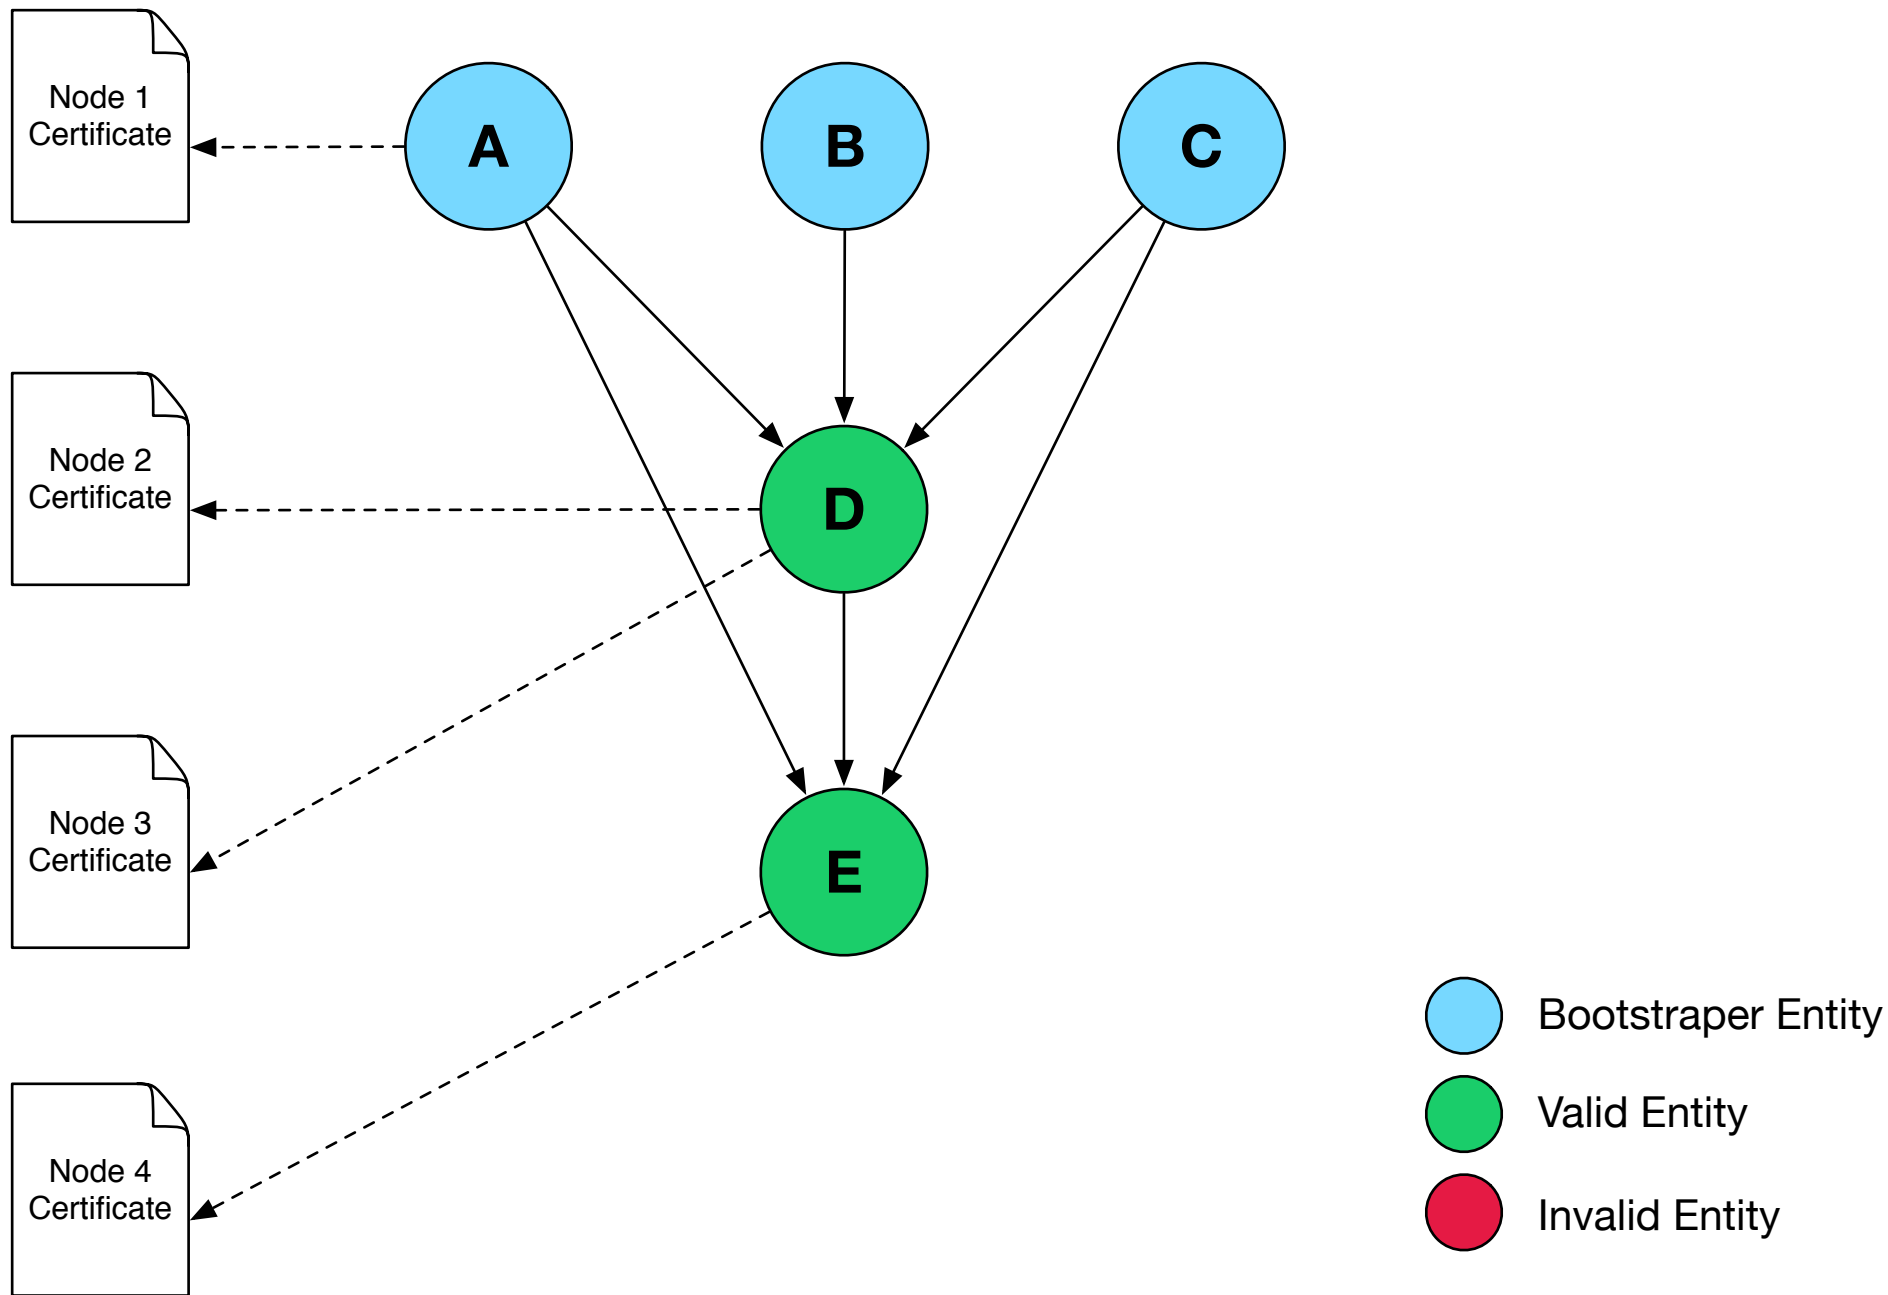 Node 1
Certificate
A
B
C
Node 2
Certificate
D
Node 3
Certificate
E
Node 4
Certificate
Bootstraper Entity
Valid Entity
Invalid Entity